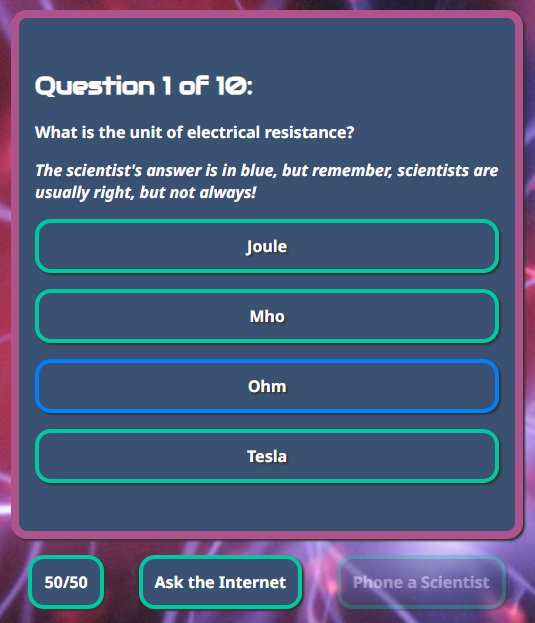 Question 1 of 10:
What is the unit of electrical resistance?
The scientist's answer is in blue, but remember, scientists are
usually right, but not always!
Joule
Mho
Ohm
Tesla
50/50
Ask the Internet
Phone a Scientist